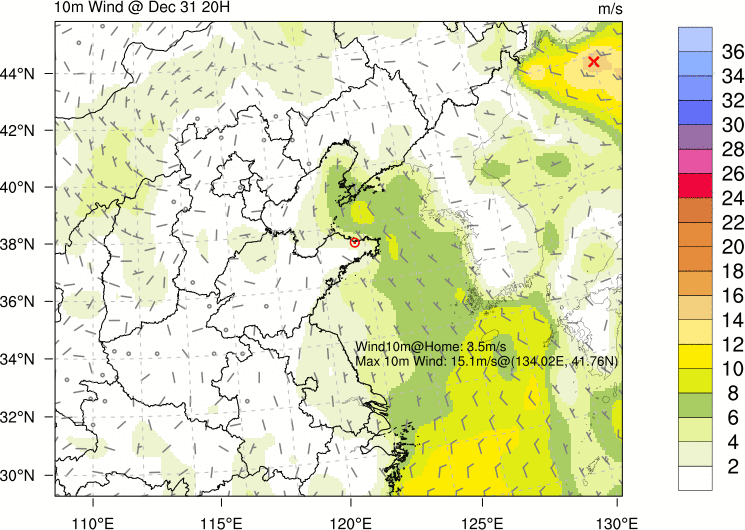 10m Wind @ Dec 31 20H
m/s
44°N
42°N
40°N
38°N
36°N
34°N
32°N
30°N
110°E
115°E
120°E
125°E
130°E
Wind10m@Home: 3.5m/s
Max 10m Wind: 15.1m/s@(134.02E, 41.76N)
36
34
32
30
28
26
24
22
20
18
16
14
12
10
8
6
4
2